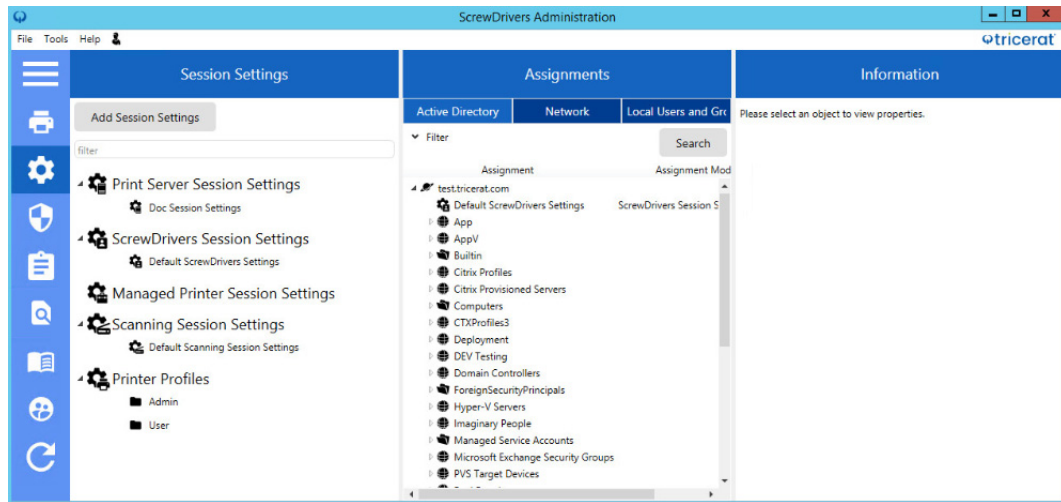 ScrewDrivers Administration
File Tools Help
tricerat
Session Settings
Assignments
Information
Add Session Settings
filter
Print Server Session Settings
Doc Session Settings
ScrewDrivers Session Settings
Default ScrewDrivers Settings
Managed Printer Session Settings
Scanning Session Settings
Default Scanning Session Settings
Printer Profiles
Admin
User
Active Directory Network Local Users and Gro
Filter
Search
Assignment Assignment Mod
test.tricerat.com
Default ScrewDrivers Settings ScrewDrivers Session S
App
AppV
Builtin
Citrix Profiles
Citrix Provisioned Servers
Computers
CTXProfiles3
Deployment
DEV Testing
Domain Controllers
ForeignSecurityPrincipals
Hyper-V Servers
Imaginary People
Managed Service Accounts
Microsoft Exchange Security Groups
PVS Target Devices
Please select an object to view properties.